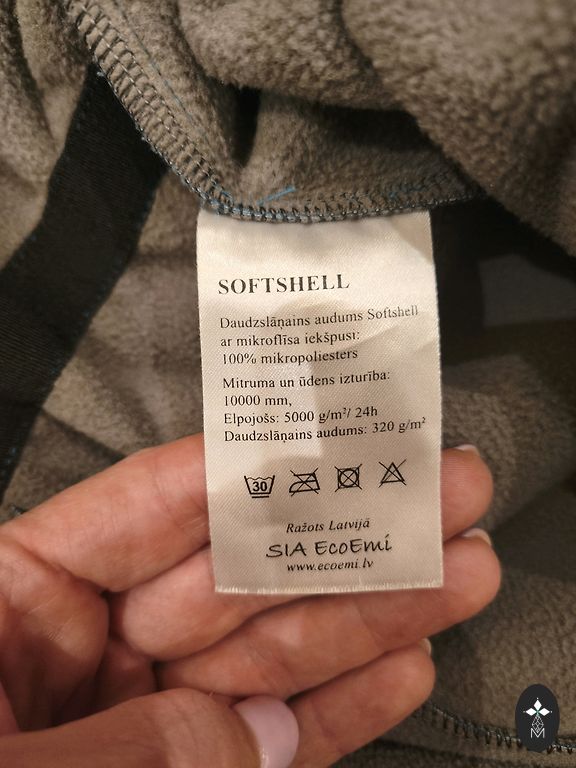 SOFTSHELL
Daudzslāņains audums Softshell
ar mikroflīsa iekšpusi:
100% mikropoliesters
Mitruma un ūdens izturība:
10000 mm,
Elpojošs: 5000 g/m²/ 24h
Daudzslāņains audums: 320 g/m²
30
Ražots Latvijā
SIA EcoEmi
www.ecoemi.lv
M